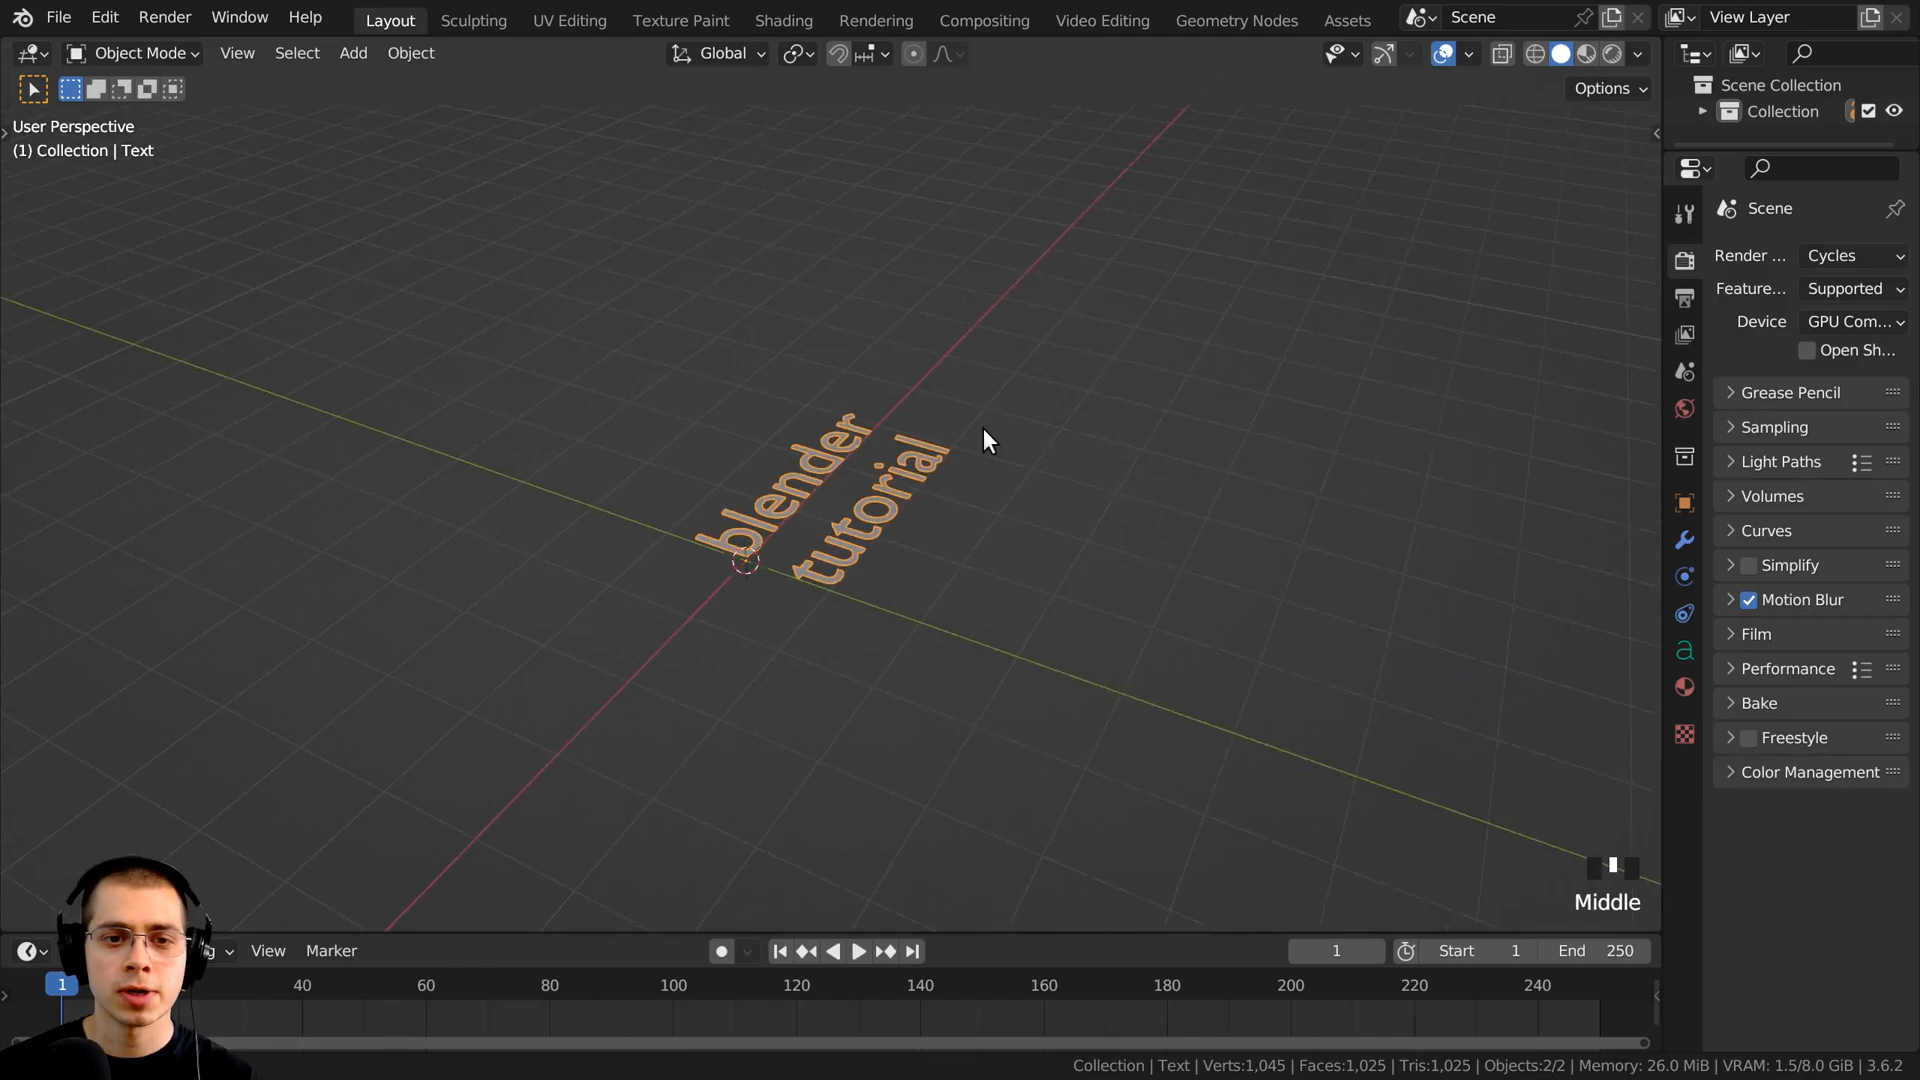 File Edit Render Window Help Layout Sculpting UV Editing Texture Paint Shading Rendering Compositing Video Editing Geometry Nodes Assets Scene View Layer
Object Mode View Select Add Object Global
Options
User Perspective
(1) Collection | Text
Scene Collection
Collection
Scene
Render ... Cycles
Feature... Supported
Device GPU Com...
Open Sh...
Grease Pencil
Sampling
Light Paths
Volumes
Curves
Simplify
Motion Blur
Film
Performance
Bake
Freestyle
Color Management
blender
tutorial
Middle
View Marker 1 Start 1 End 250
1 40 60 80 100 120 140 160 180 200 220 240
Collection | Text | Verts:1,045 | Faces:1,025 | Tris:1,025 | Objects:2/2 | Memory: 26.0 MiB | VRAM: 1.5/8.0 GiB | 3.6.2